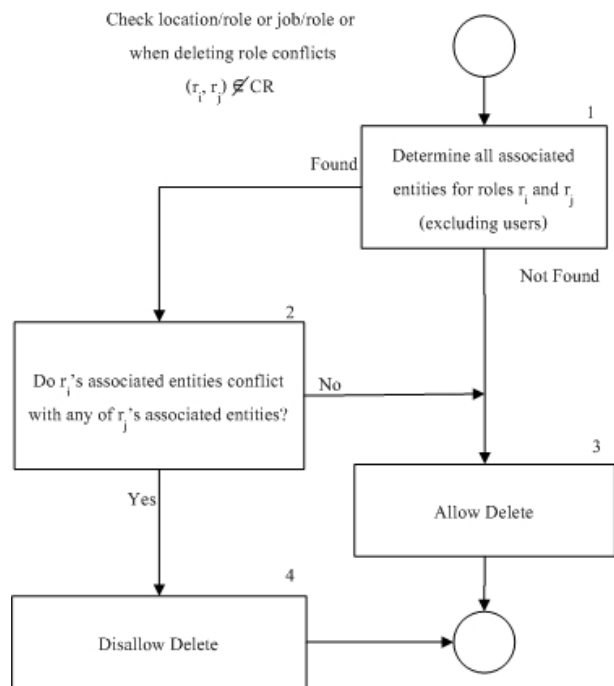 Check location/role or job/role or
when deleting role conflicts
(r_i, r_j) ∉ CR
1
Determine all associated
entities for roles r_i and r_j
(excluding users)
Found
Not Found
2
Do r_i's associated entities conflict
with any of r_j's associated entities?
No
3
Allow Delete
Yes
4
Disallow Delete